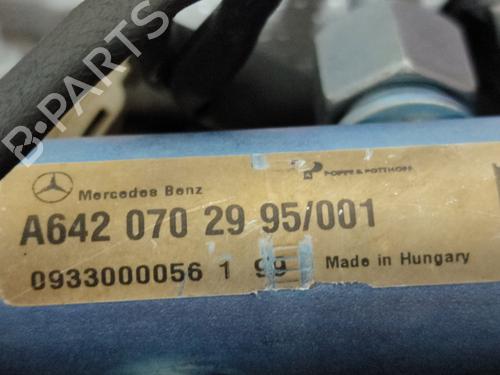 B-PARTS
Mercedes Benz
POPPE & POTTHOFF
A642 070 29 95/001
0933000056 1 99
Made in Hungary